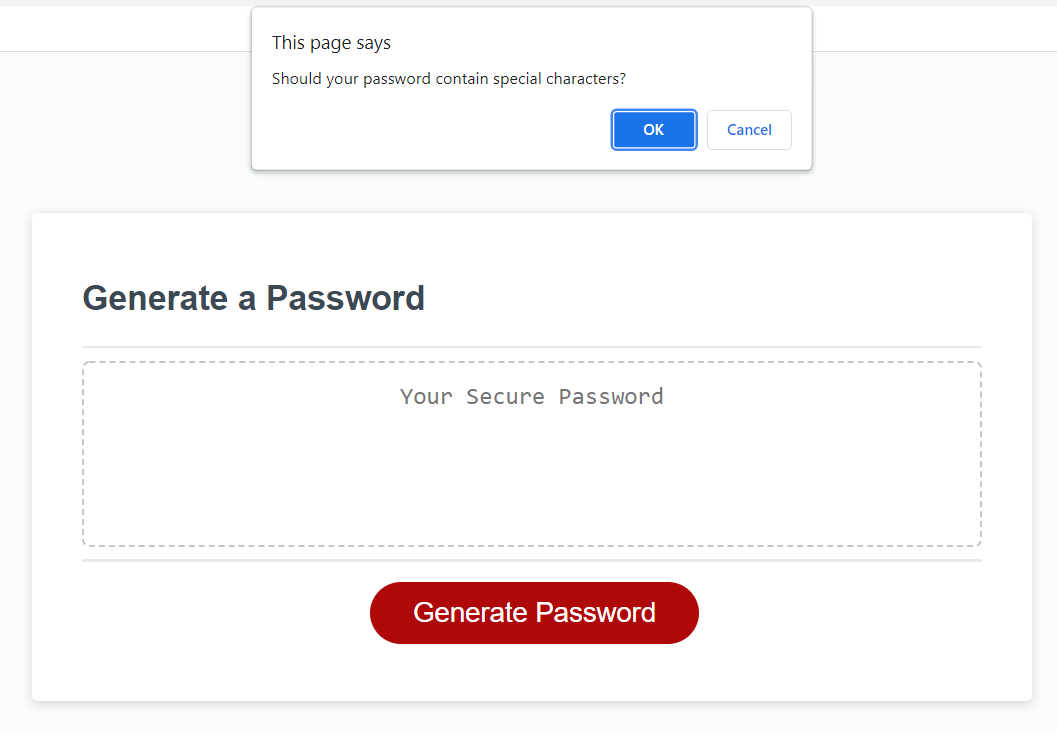 This page says
Should your password contain special characters?
OK
Cancel
Generate a Password
Your Secure Password
Generate Password